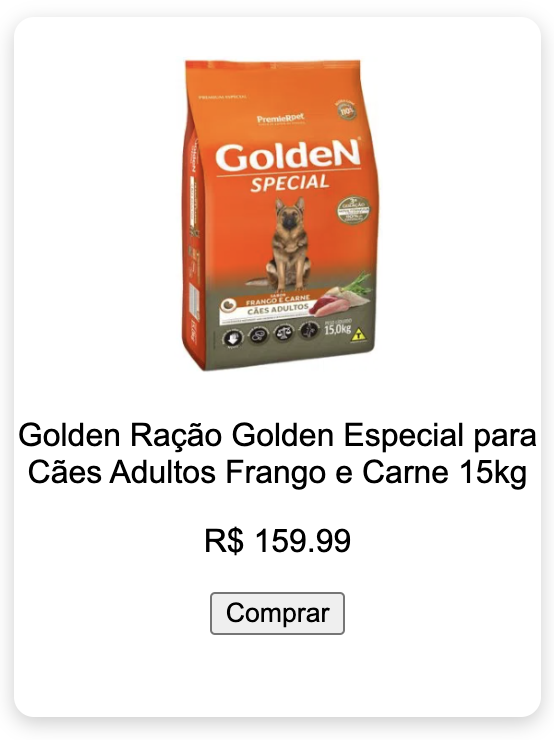 PremieRpet
GoldeN
SPECIAL
SABOR
FRANGO E CARNE
CÃES ADULTOS
15,0kg
Golden Ração Golden Especial para
Cães Adultos Frango e Carne 15kg
R$ 159.99
Comprar